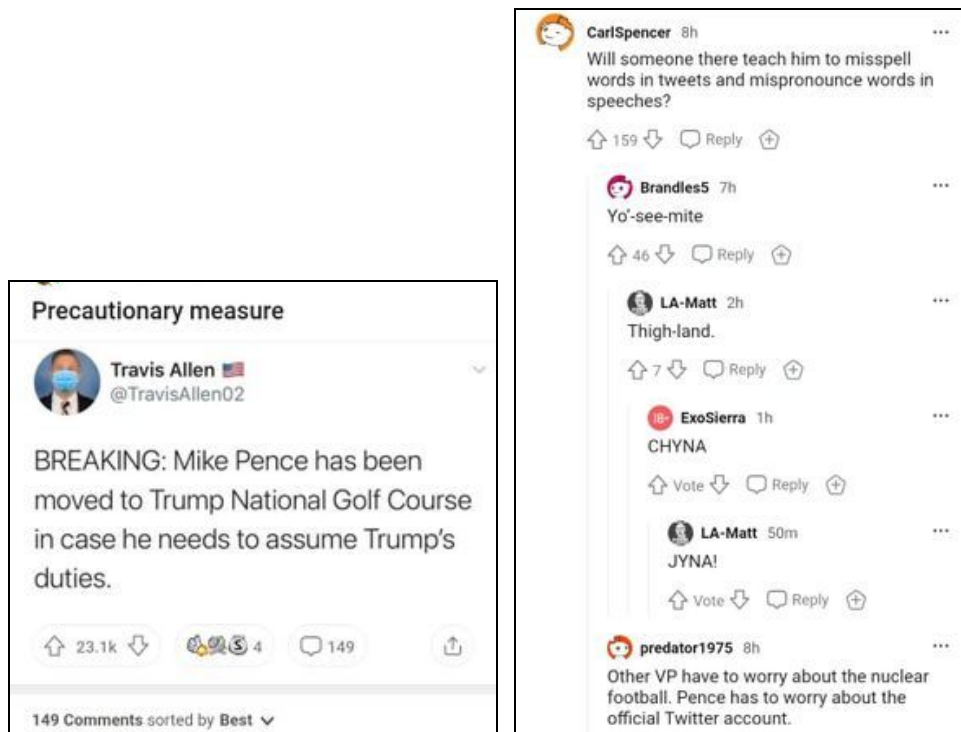 Precautionary measure
Travis Allen 🇺🇸
@TravisAllen02
BREAKING: Mike Pence has been
moved to Trump National Golf Course
in case he needs to assume Trump's
duties.
23.1k 4 149
149 Comments sorted by Best
CarlSpencer 8h
Will someone there teach him to misspell
words in tweets and mispronounce words in
speeches?
159 Reply
Brandles5 7h
Yo'-see-mite
46 Reply
LA-Matt 2h
Thigh-land.
7 Reply
18+ ExoSierra 1h
CHYNA
Vote Reply
LA-Matt 50m
JYNA!
Vote Reply
predator1975 8h
Other VP have to worry about the nuclear
football. Pence has to worry about the
official Twitter account.